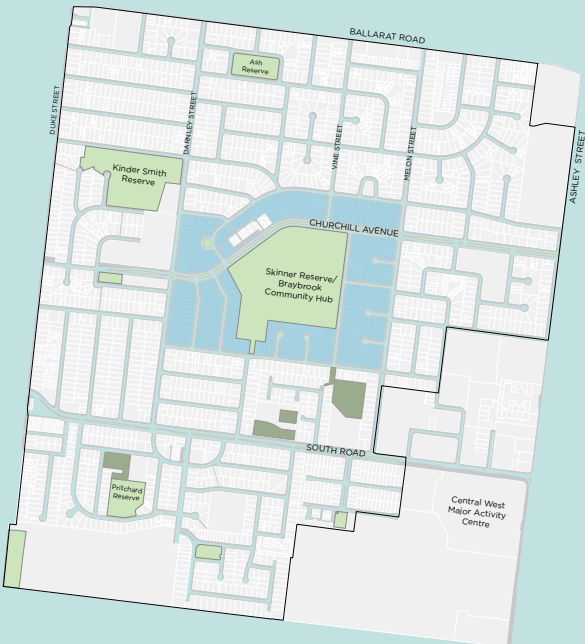 BALLARAT ROAD
Ash
Reserve
DUKE STREET
DARNLEY STREET
VINE STREET
MELON STREET
ASHLEY STREET
Kinder Smith
Reserve
CHURCHILL AVENUE
Skinner Reserve/
Braybrook
Community Hub
SOUTH ROAD
Pritchard
Reserve
Central West
Major Activity
Centre